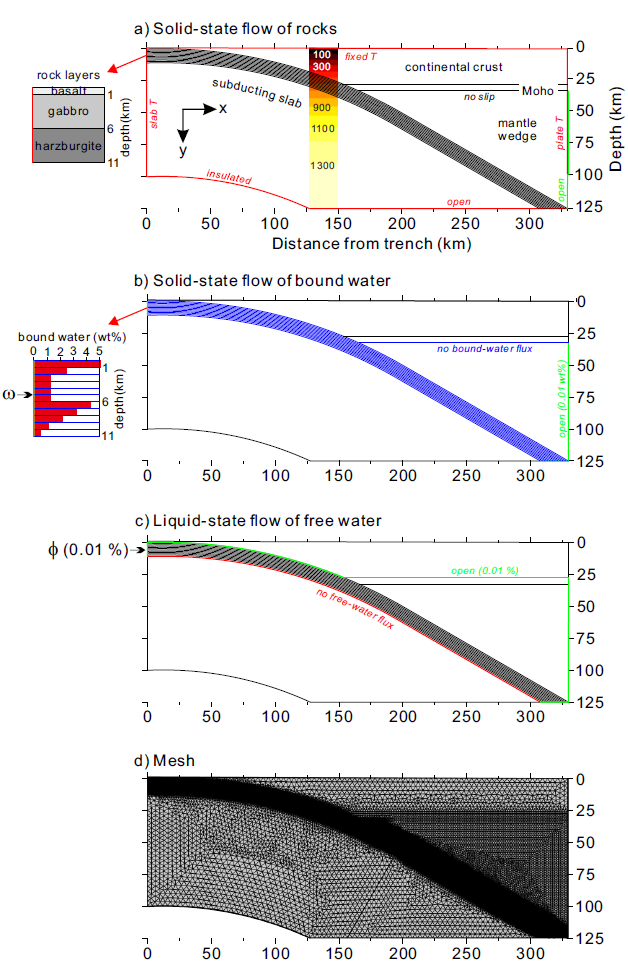 a) Solid-state flow of rocks
rock layers
basalt
gabbro
harzburgite
1
6
11
depth(km)
slab T
100
300
900
1100
1300
fixed T
continental crust
subducting slab
x
y
no slip
Moho
mantle
wedge
plate T
open
insulated
open
0
25
50
75
100
125
Depth (km)
0 50 100 150 200 250 300
Distance from trench (km)
b) Solid-state flow of bound water
bound water (wt%)
0 1 2 3 4 5
1
6
11
depth(km)
ω
no bound-water flux
open (0.01 wt%)
0
25
50
75
100
125
0 50 100 150 200 250 300
c) Liquid-state flow of free water
ϕ (0.01 %)
open (0.01 %)
no free-water flux
0
25
50
75
100
125
0 50 100 150 200 250 300
d) Mesh
0
25
50
75
100
125
0 50 100 150 200 250 300